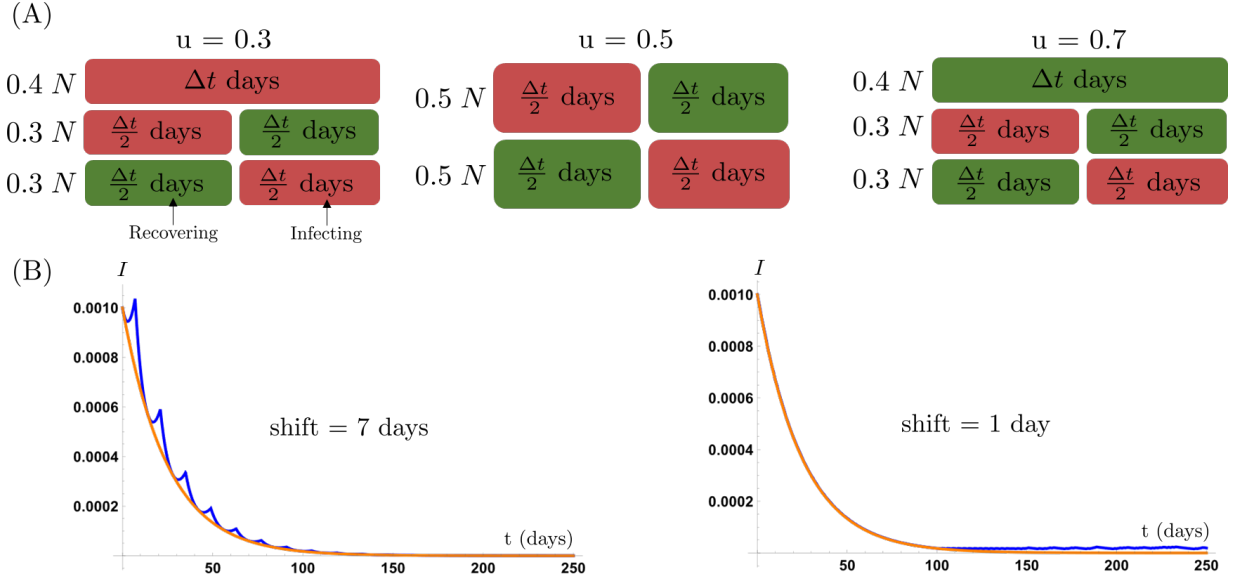 (A)
u = 0.3
0.4 N
Δt days
0.3 N
Δt/2 days
Δt/2 days
0.3 N
Δt/2 days
Δt/2 days
Recovering
Infecting
u = 0.5
0.5 N
Δt/2 days
Δt/2 days
0.5 N
Δt/2 days
Δt/2 days
u = 0.7
0.4 N
Δt days
0.3 N
Δt/2 days
Δt/2 days
0.3 N
Δt/2 days
Δt/2 days
(B)
I
0.0010
0.0008
0.0006
0.0004
0.0002
shift = 7 days
t (days)
50
100
150
200
250
I
0.0010
0.0008
0.0006
0.0004
0.0002
shift = 1 day
t (days)
50
100
150
200
250